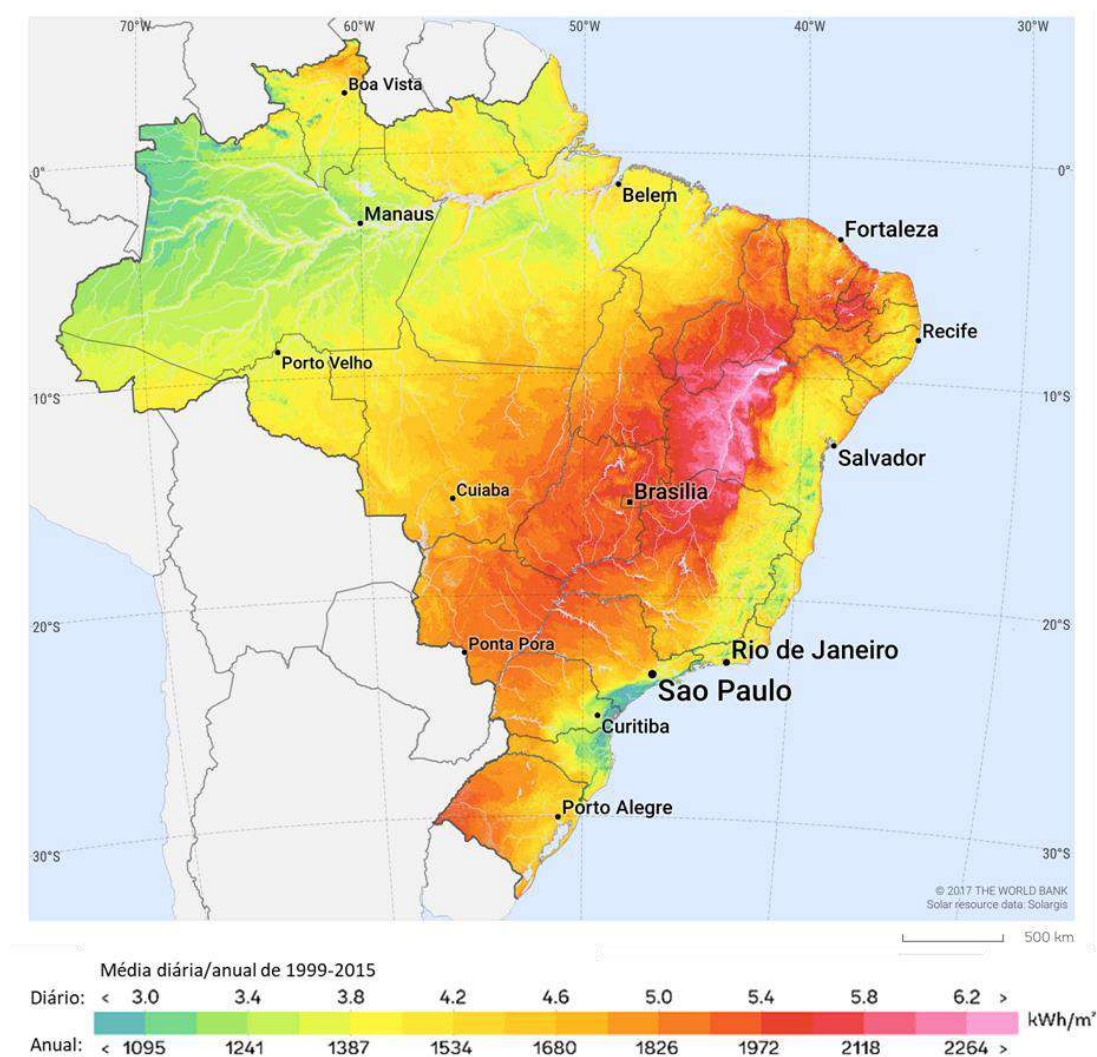 70°W 60°W 50°W 40°W 30°W
Boa Vista
0° 0°
Belem
Manaus
Fortaleza
Recife
Porto Velho
10°S 10°S
Salvador
Cuiaba
Brasilia
20°S 20°S
Ponta Pora
Rio de Janeiro
Sao Paulo
Curitiba
Porto Alegre
30°S 30°S
© 2017 THE WORLD BANK
Solar resource data: Solargis
500 km
Média diária/anual de 1999-2015
Diário: < 3.0 3.4 3.8 4.2 4.6 5.0 5.4 5.8 6.2 >
kWh/m²
Anual: < 1095 1241 1387 1534 1680 1826 1972 2118 2264 >